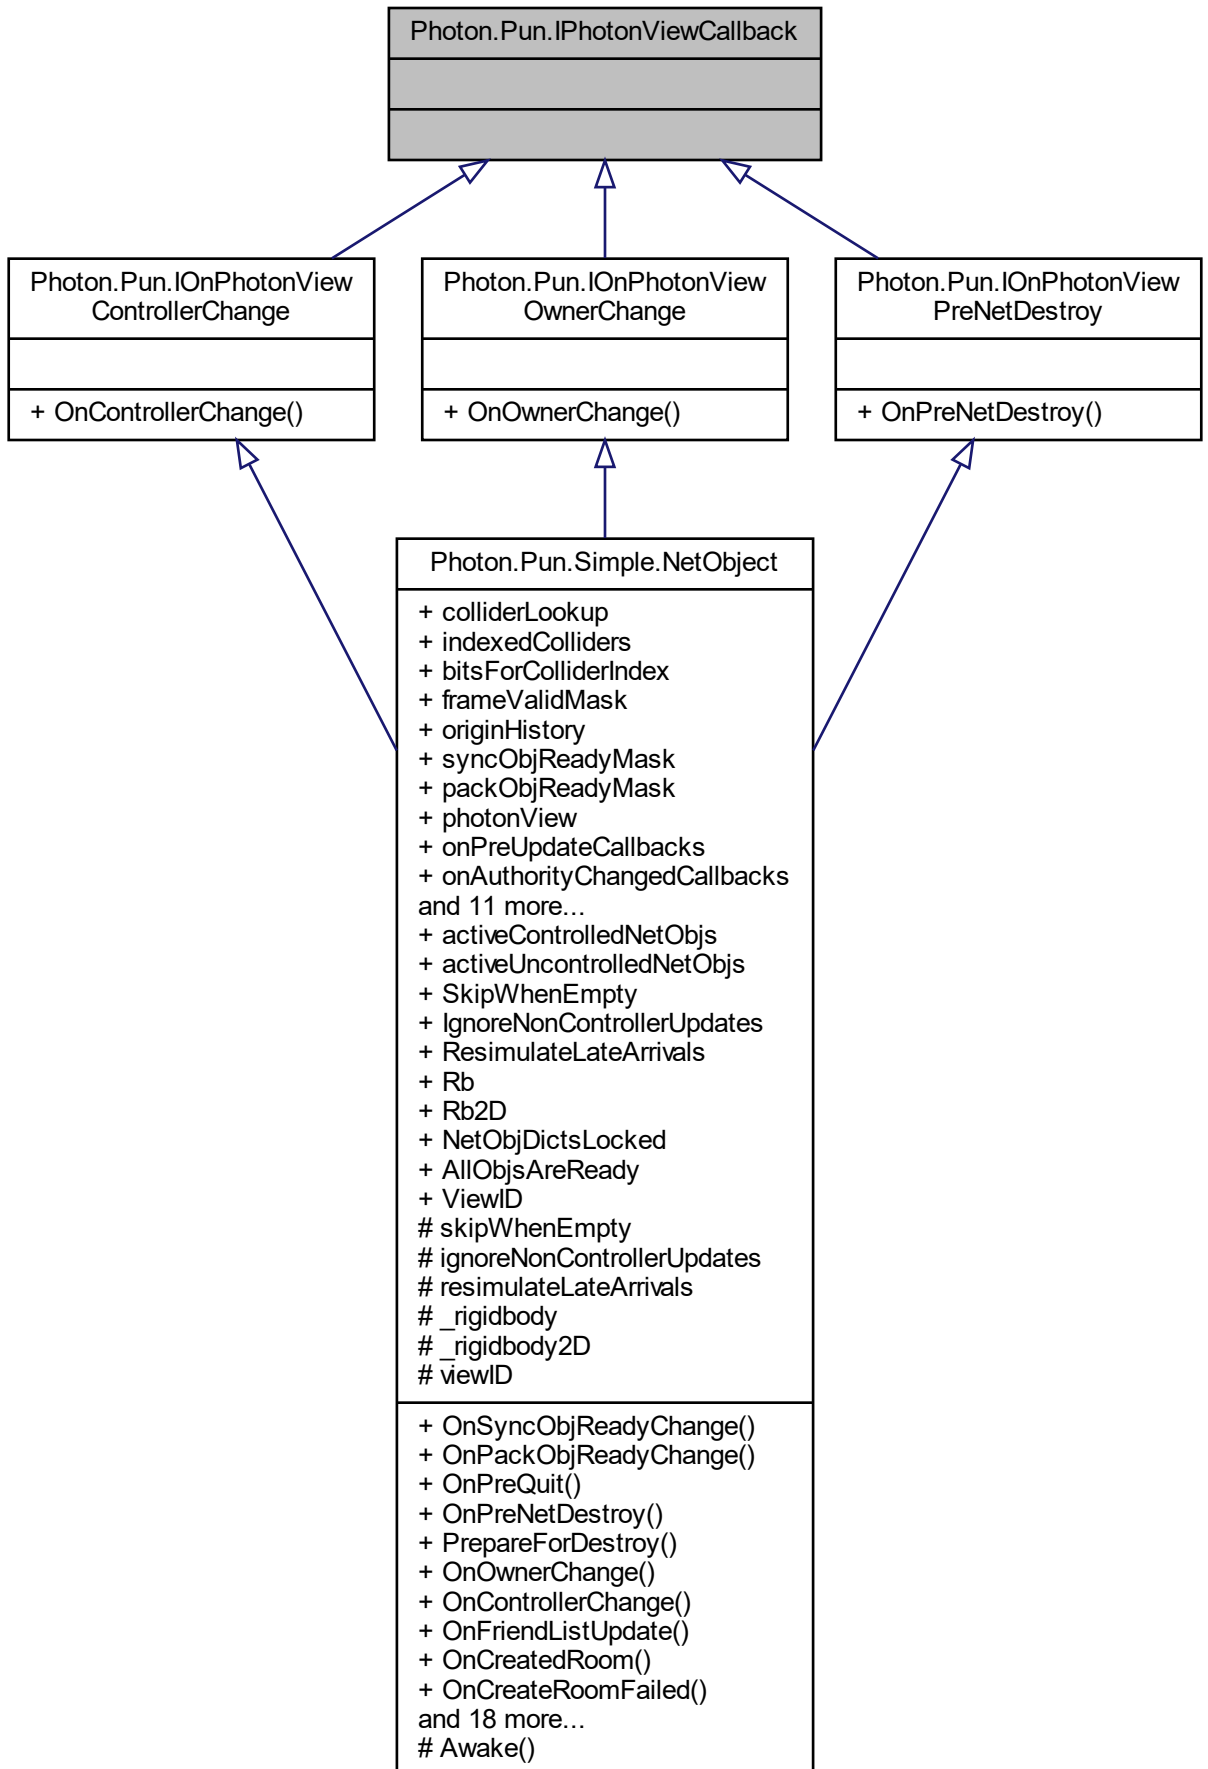 Photon.Pun.IPhotonViewCallback
Photon.Pun.IOnPhotonView
ControllerChange
+ OnControllerChange()
Photon.Pun.IOnPhotonView
OwnerChange
+ OnOwnerChange()
Photon.Pun.IOnPhotonView
PreNetDestroy
+ OnPreNetDestroy()
Photon.Pun.Simple.NetObject
+ colliderLookup
+ indexedColliders
+ bitsForColliderIndex
+ frameValidMask
+ originHistory
+ syncObjReadyMask
+ packObjReadyMask
+ photonView
+ onPreUpdateCallbacks
+ onAuthorityChangedCallbacks
and 11 more...
+ activeControlledNetObjs
+ activeUncontrolledNetObjs
+ SkipWhenEmpty
+ IgnoreNonControllerUpdates
+ ResimulateLateArrivals
+ Rb
+ Rb2D
+ NetObjDictsLocked
+ AllObjsAreReady
+ ViewID
# skipWhenEmpty
# ignoreNonControllerUpdates
# resimulateLateArrivals
# _rigidbody
# _rigidbody2D
# viewID
+ OnSyncObjReadyChange()
+ OnPackObjReadyChange()
+ OnPreQuit()
+ OnPreNetDestroy()
+ PrepareForDestroy()
+ OnOwnerChange()
+ OnControllerChange()
+ OnFriendListUpdate()
+ OnCreatedRoom()
+ OnCreateRoomFailed()
and 18 more...
# Awake()